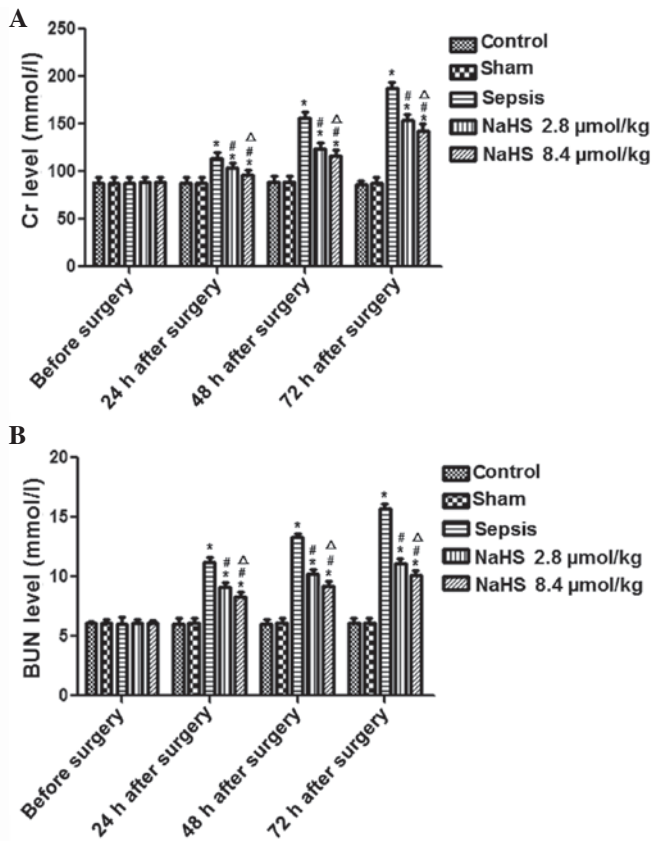 A
Cr level (mmol/l)
250
200
150
100
50
0
* # * △ # *
* # * △ # *
* # * △ # *
Before surgery
24 h after surgery
48 h after surgery
72 h after surgery
Control
Sham
Sepsis
NaHS 2.8 µmol/kg
NaHS 8.4 µmol/kg
B
BUN level (mmol/l)
20
15
10
5
0
* # * △ # *
* # * △ # *
* # * △ # *
Before surgery
24 h after surgery
48 h after surgery
72 h after surgery
Control
Sham
Sepsis
NaHS 2.8 µmol/kg
NaHS 8.4 µmol/kg